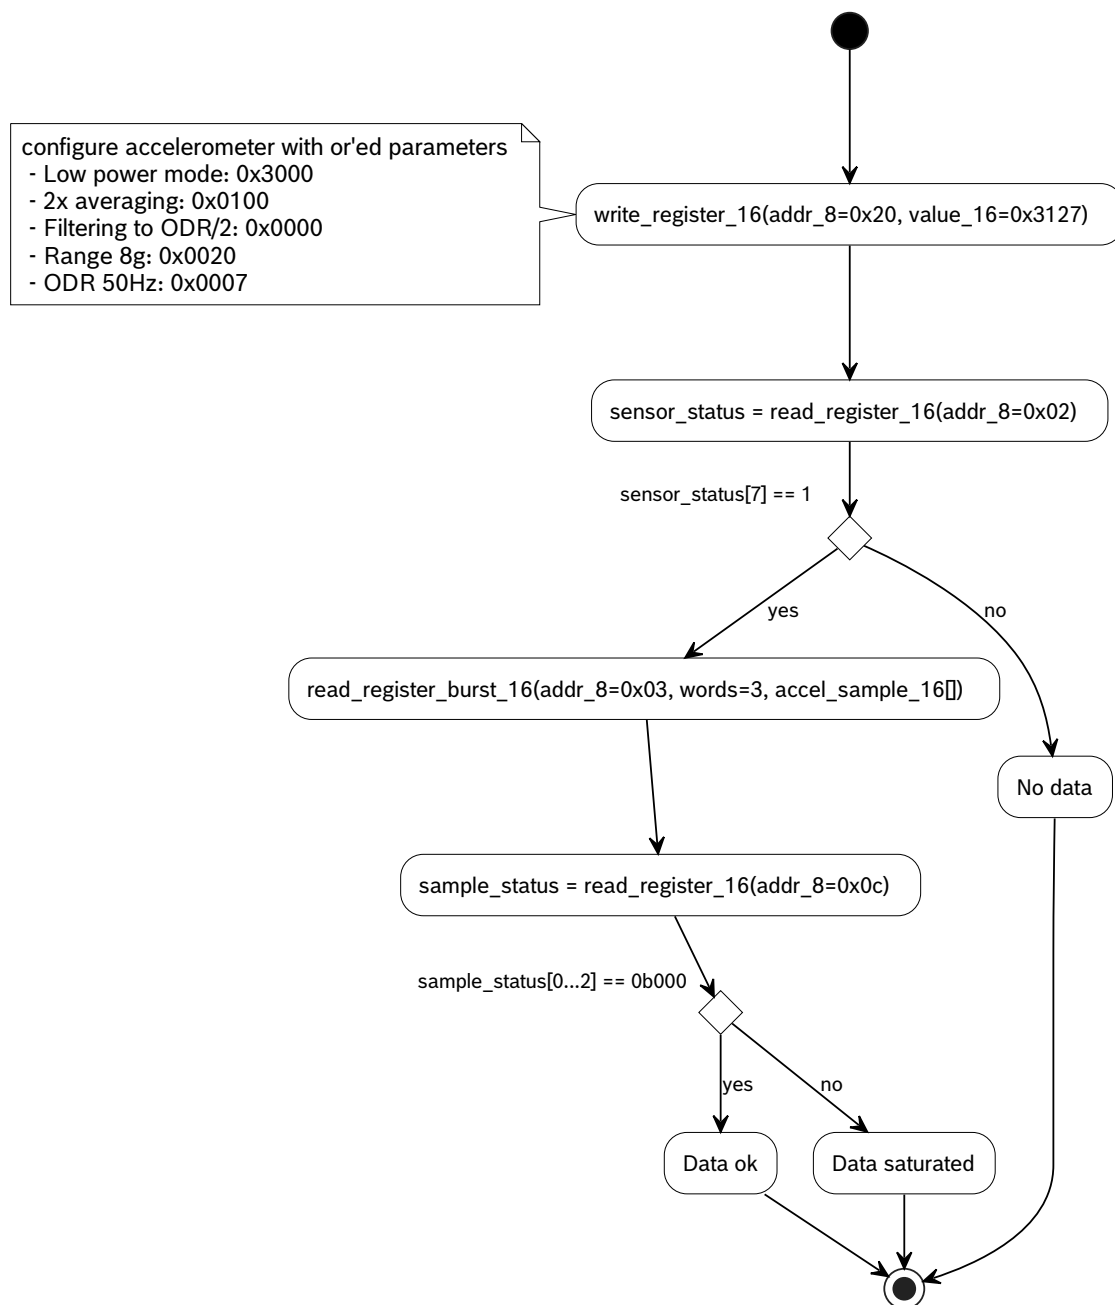 configure accelerometer with or'ed parameters
- Low power mode: 0x3000
- 2x averaging: 0x0100
- Filtering to ODR/2: 0x0000
- Range 8g: 0x0020
- ODR 50Hz: 0x0007
write_register_16(addr_8=0x20, value_16=0x3127)
sensor_status = read_register_16(addr_8=0x02)
sensor_status[7] == 1
yes
no
read_register_burst_16(addr_8=0x03, words=3, accel_sample_16[])
No data
sample_status = read_register_16(addr_8=0x0c)
sample_status[0...2] == 0b000
yes
no
Data ok
Data saturated